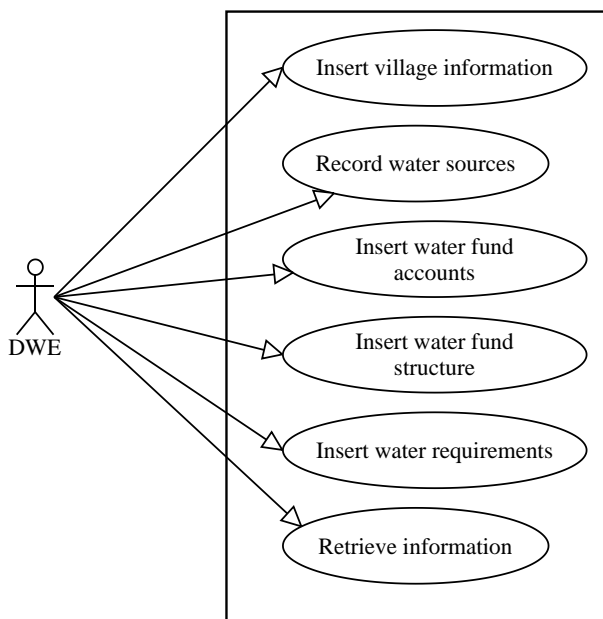 Insert village information
Record water sources
Insert water fund
accounts
DWE
Insert water fund
structure
Insert water requirements
Retrieve information